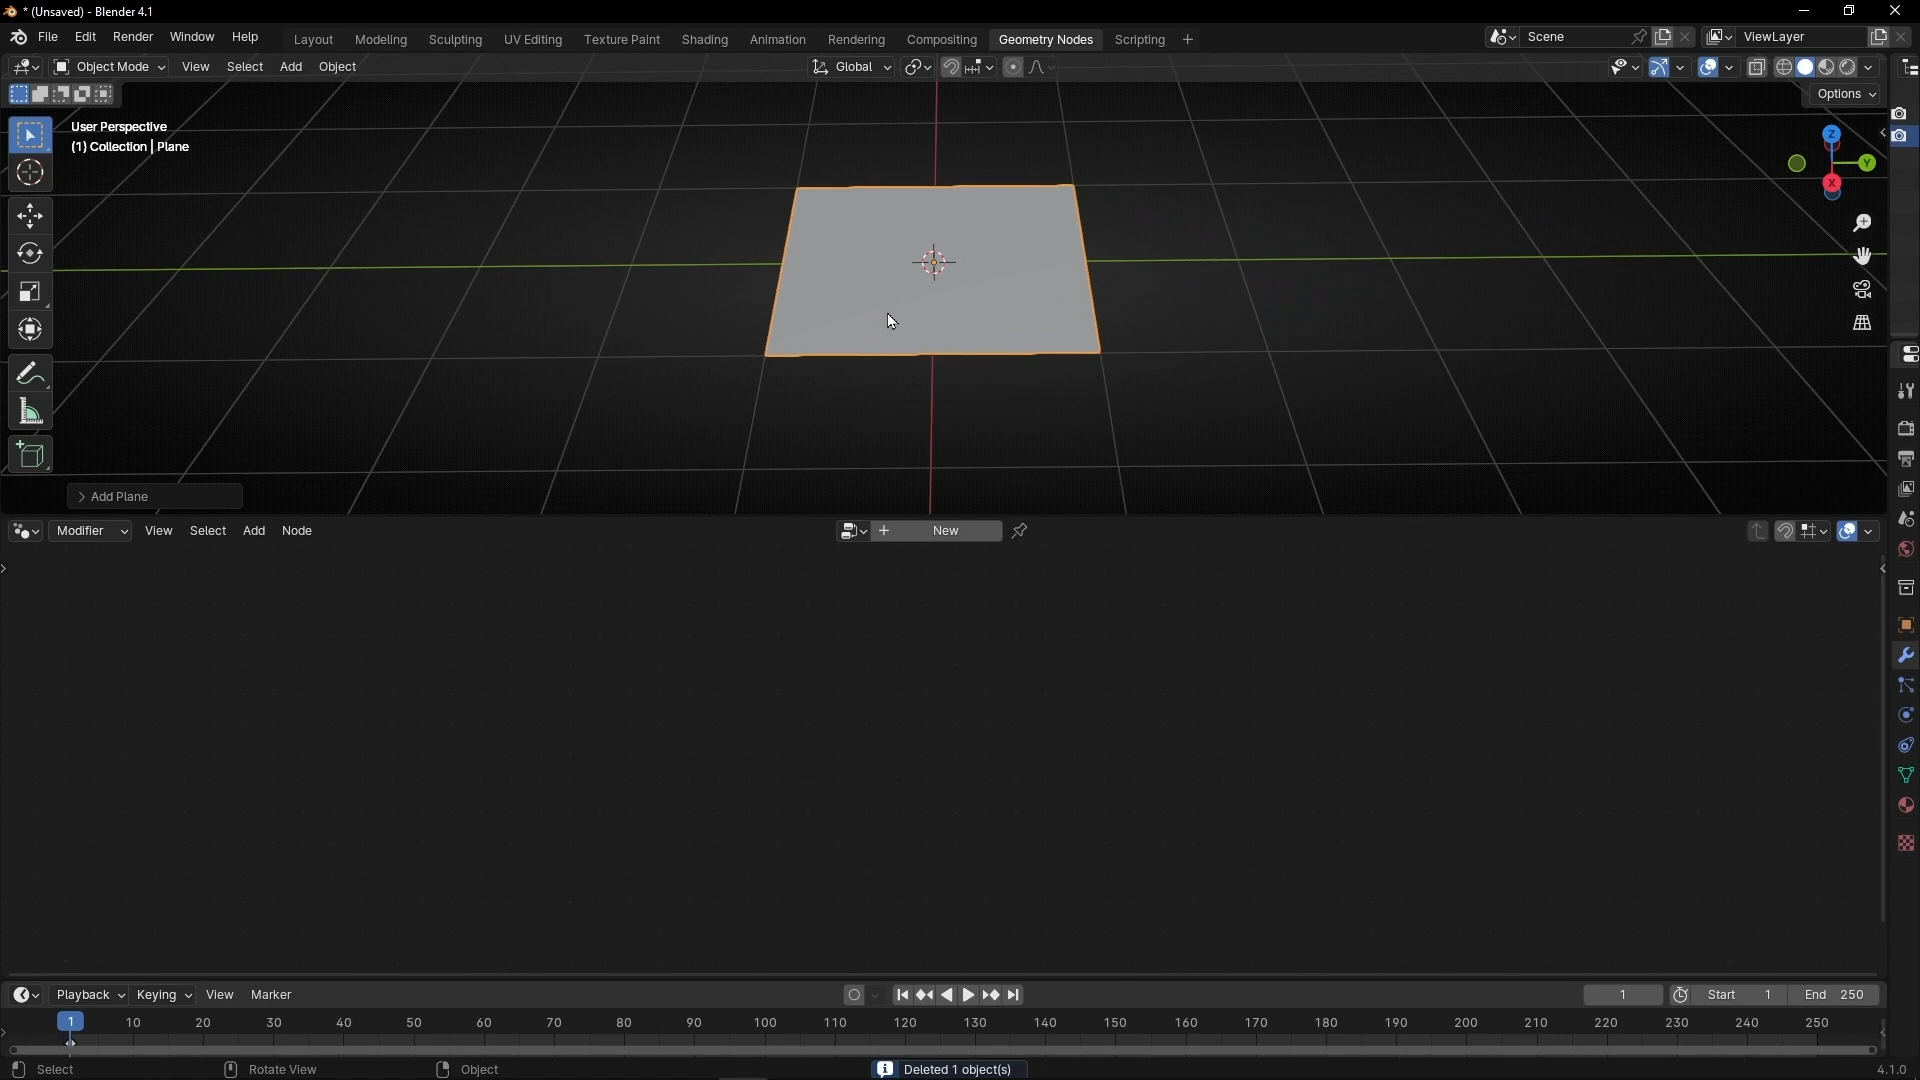 * (Unsaved) - Blender 4.1
File Edit Render Window Help Layout Modeling Sculpting UV Editing Texture Paint Shading Animation Rendering Compositing Geometry Nodes Scripting + Scene ViewLayer
Object Mode View Select Add Object Global
Options
User Perspective
(1) Collection | Plane
Z
Y
X
Add Plane
Modifier View Select Add Node + New
Playback Keying View Marker 1 Start 1 End 250
1 10 20 30 40 50 60 70 80 90 100 110 120 130 140 150 160 170 180 190 200 210 220 230 240 250
Select Rotate View Object Deleted 1 object(s) 4.1.0